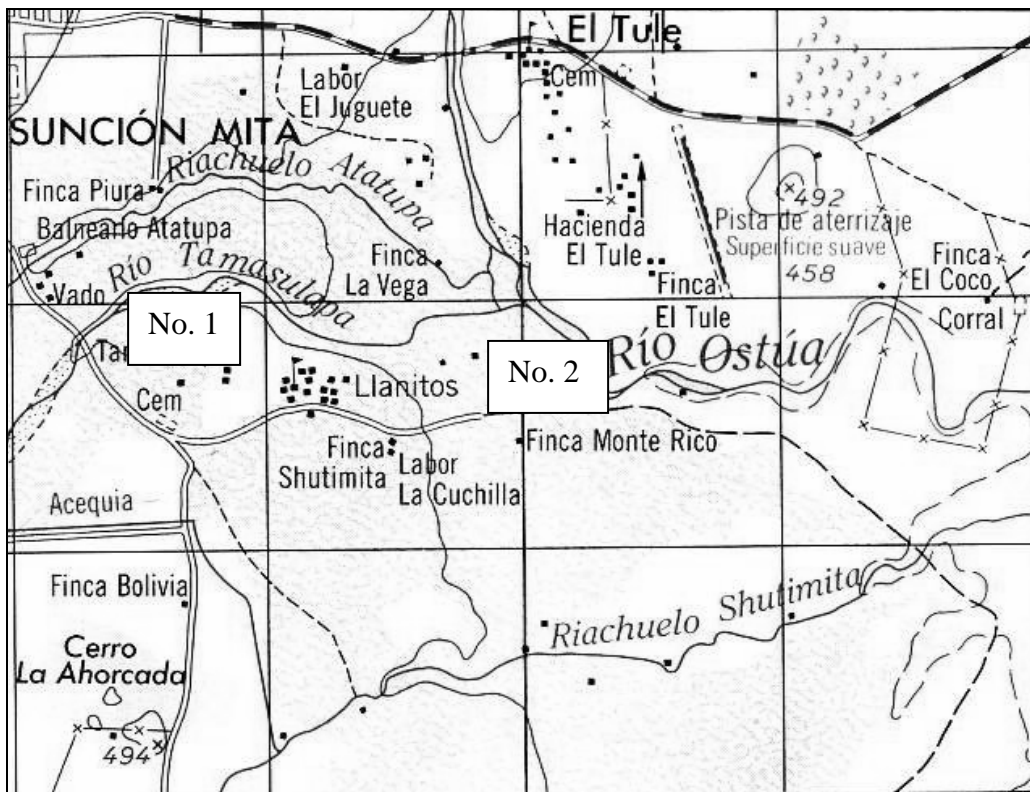 El Tule
Labor
El Juguete
Cem
SUNCIÓN MITA
Riachuelo Atatupa
Finca Piura
492
Balneario Atatupa
Hacienda
El Tule
Pista de aterrizaje
Superficie suave
458
Río Tamasulapa
Finca
La Vega
Finca
El Coco
Vado
Finca
El Tule
Corral
No. 1
No. 2
Río Ostúa
Llanitos
Cem
Finca
Shutimita
Labor
La Cuchilla
Finca Monte Rico
Acequia
Finca Bolivia
Riachuelo Shutimita
Cerro
La Ahorcada
494